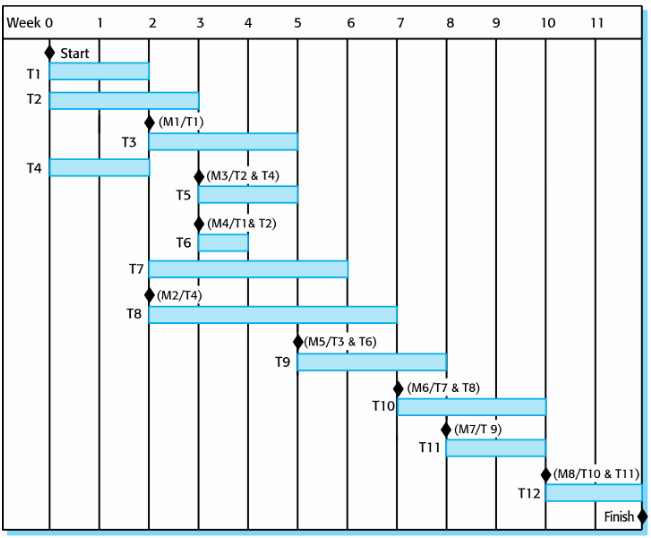 Week 0 1 2 3 4 5 6 7 8 9 10 11
Start
T1
T2
(M1/T1)
T3
T4
(M3/T2 & T4)
T5
(M4/T1& T2)
T6
T7
(M2/T4)
T8
(M5/T3 & T6)
T9
(M6/T7 & T8)
T10
(M7/T 9)
T11
(M8/T10 & T11)
T12
Finish